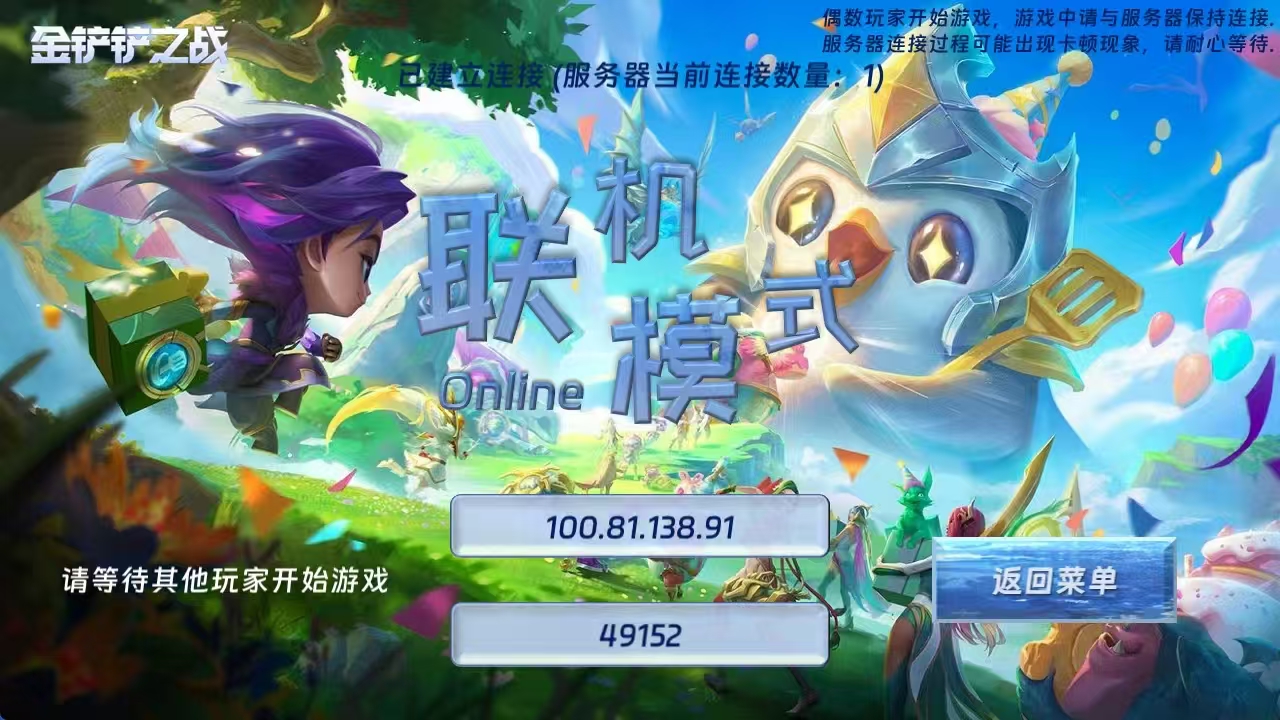 金铲铲之战
偶数玩家开始游戏，游戏中请与服务器保持连接.
服务器连接过程可能出现卡顿现象，请耐心等待.
已建立连接 (服务器当前连接数量：1)
联机模式
Online
100.81.138.91
请等待其他玩家开始游戏
返回菜单
49152